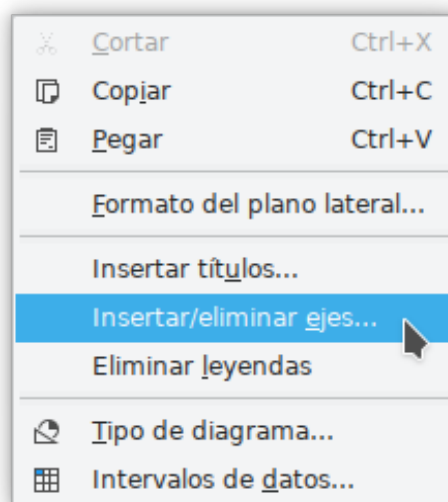 Cortar Ctrl+X
Copiar Ctrl+C
Pegar Ctrl+V
Formato del plano lateral...
Insertar títulos...
Insertar/eliminar ejes...
Eliminar leyendas
Tipo de diagrama...
Intervalos de datos...